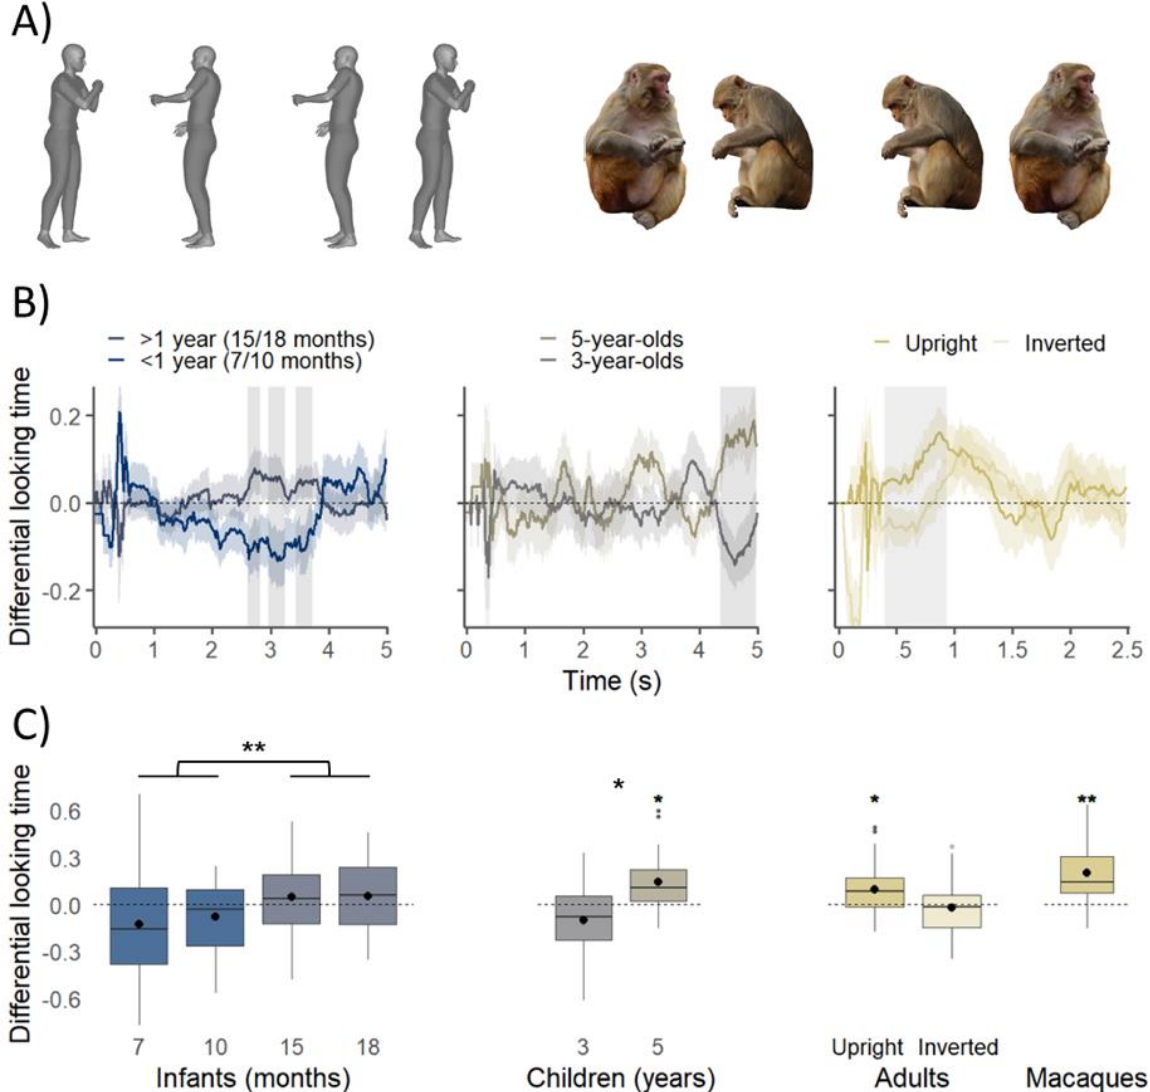 A)
B)
>1 year (15/18 months)
<1 year (7/10 months)
5-year-olds
3-year-olds
Upright
Inverted
Differential looking time
0.2
0.0
-0.2
0 1 2 3 4 5
0 1 2 3 4 5
0 .5 1 1.5 2 2.5
Time (s)
C)
**
* *
*
**
Differential looking time
0.6
0.3
0.0
-0.3
-0.6
7 10 15 18
3 5
Upright Inverted
Infants (months)
Children (years)
Adults
Macaques